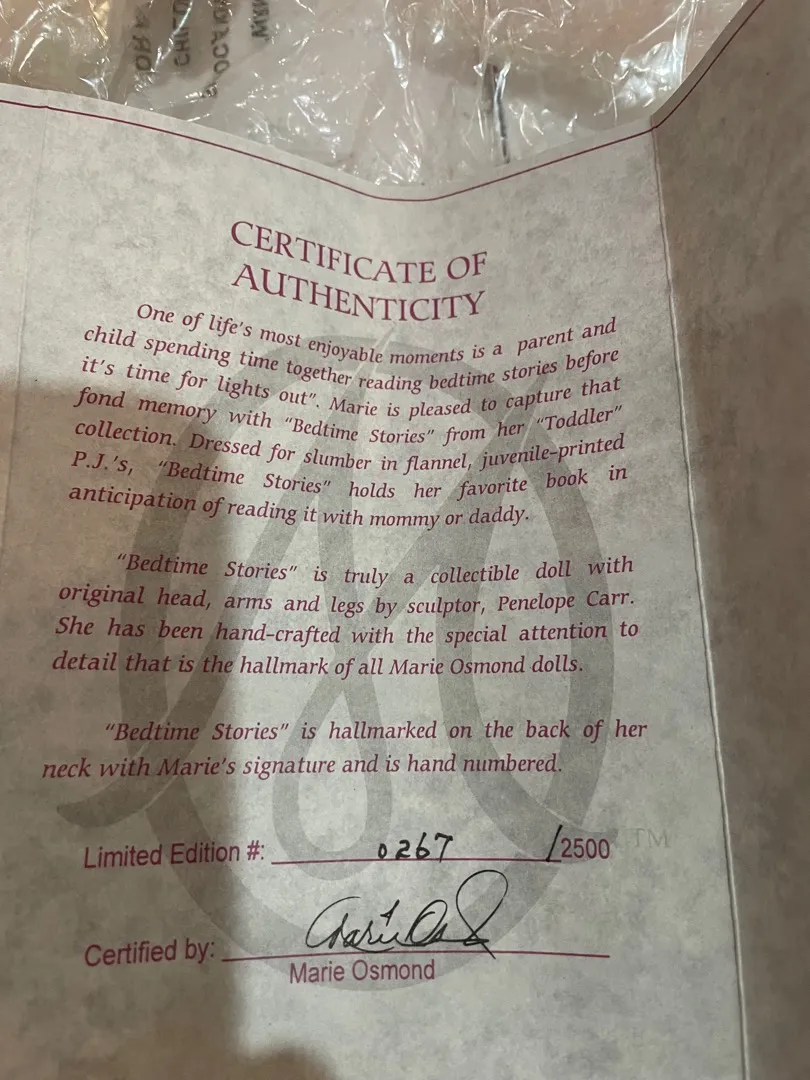 CERTIFICATE OF
AUTHENTICITY
One of life's most enjoyable moments is a parent and
child spending time together reading bedtime stories before
it's time for lights out". Marie is pleased to capture that
fond memory with "Bedtime Stories" from her "Toddler"
collection. Dressed for slumber in flannel, juvenile-printed
P.J.'s, "Bedtime Stories" holds her favorite book in
anticipation of reading it with mommy or daddy.
"Bedtime Stories" is truly a collectible doll with
original head, arms and legs by sculptor, Penelope Carr.
She has been hand-crafted with the special attention to
detail that is the hallmark of all Marie Osmond dolls.
"Bedtime Stories" is hallmarked on the back of her
neck with Marie's signature and is hand numbered.
TM
Limited Edition #: 0267 /2500
Certified by: Marie Os
Marie Osmond